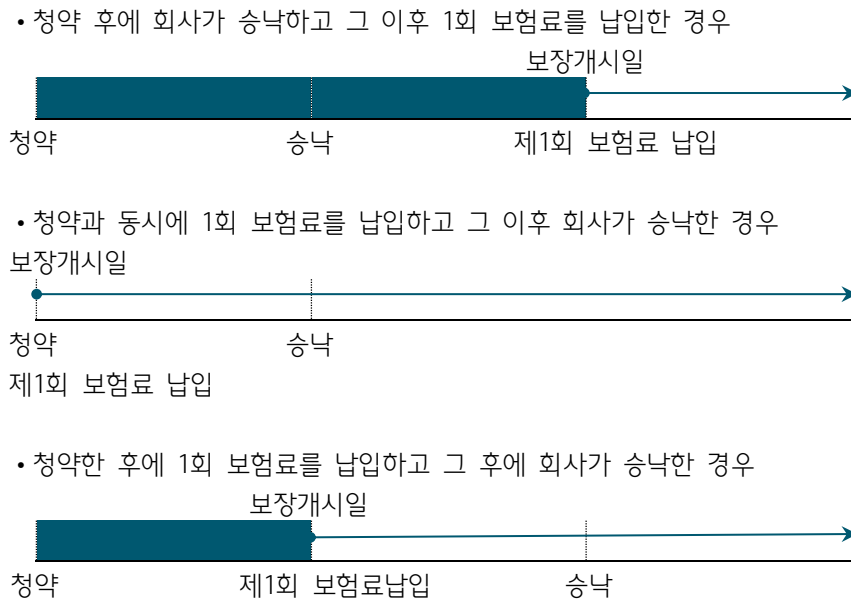 • 청약 후에 회사가 승낙하고 그 이후 1회 보험료를 납입한 경우
보장개시일
청약 승낙 제1회 보험료 납입
• 청약과 동시에 1회 보험료를 납입하고 그 이후 회사가 승낙한 경우
보장개시일
청약 승낙
제1회 보험료 납입
• 청약한 후에 1회 보험료를 납입하고 그 후에 회사가 승낙한 경우
보장개시일
청약 제1회 보험료납입 승낙